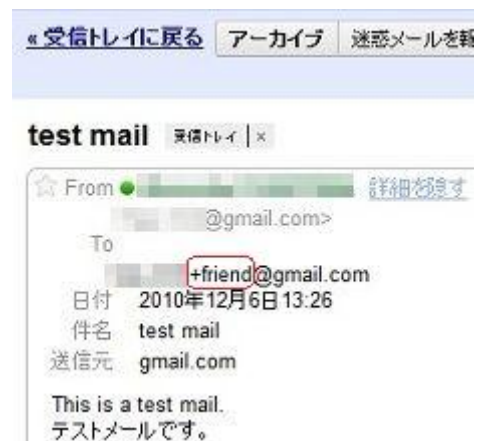 «受信トレイに戻る アーカイブ 迷惑メールを報
test mail 受信トレイ | ×
From 詳細を隠す
@gmail.com>
To
+friend@gmail.com
日付 2010年12月6日 13:26
件名 test mail
送信元 gmail.com
This is a test mail.
テストメールです。